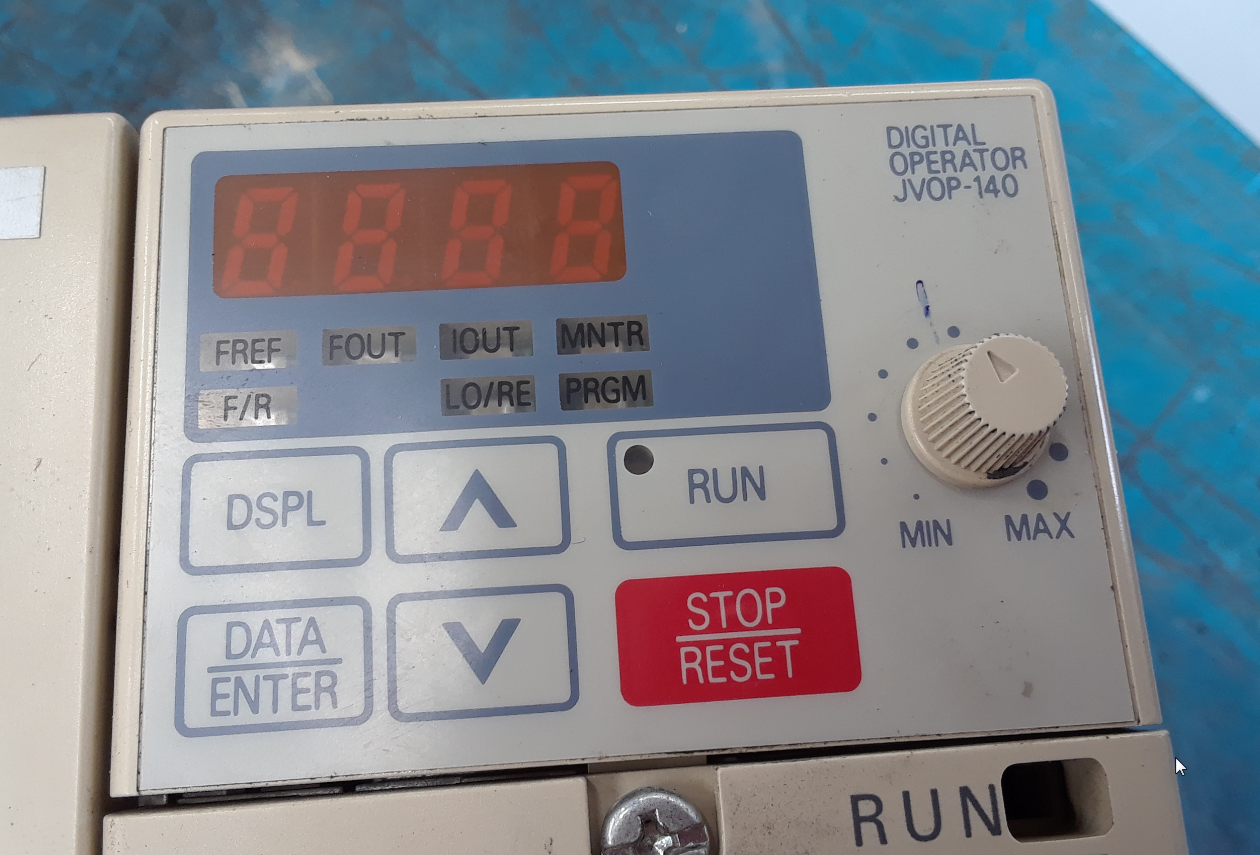 DIGITAL
OPERATOR
JVOP-140
FREF FOUT IOUT MNTR
F/R LO/RE PRGM
DSPL
RUN
MIN MAX
DATA
ENTER
STOP
RESET
RUN